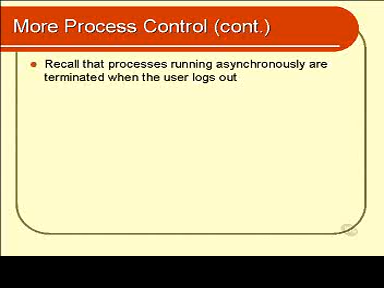 More Process Control (cont.)
Recall that processes running asynchronously are
terminated when the user logs out